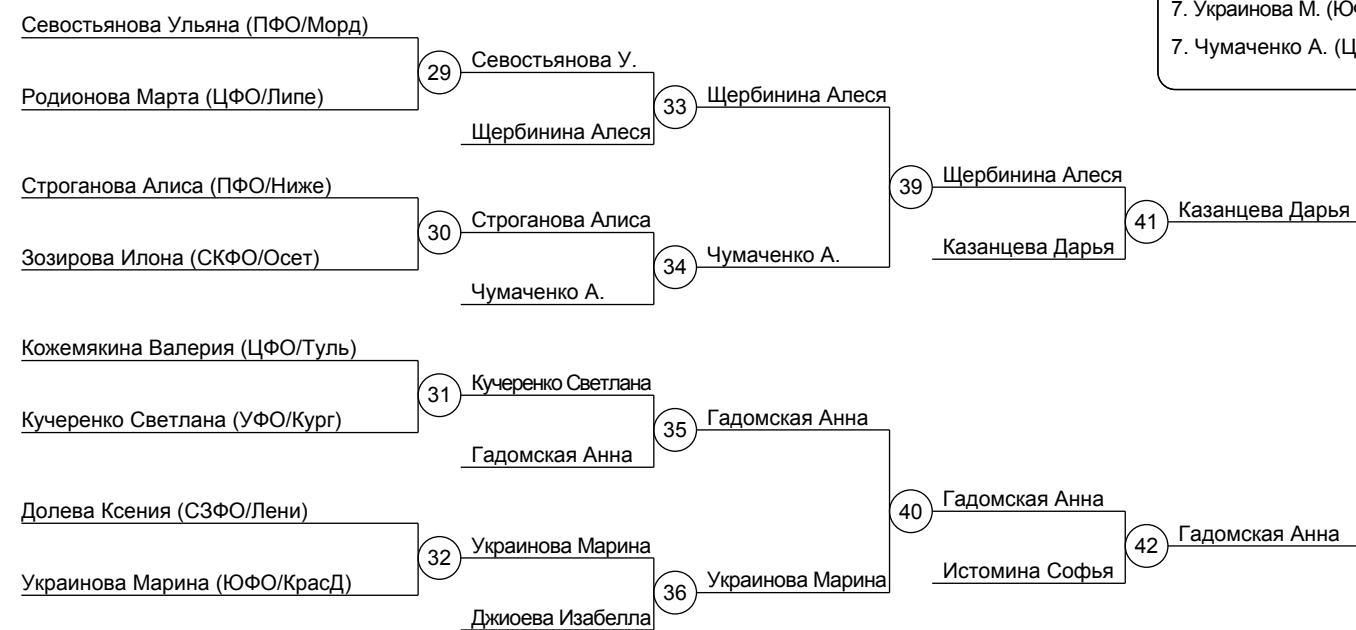 7. Украинова М. (Ю
7. Чумаченко А. (Ц
Севостьянова Ульяна (ПФО/Морд)
29
Севостьянова У.
Родионова Марта (ЦФО/Липе)
33
Щербинина Алеся
Щербинина Алеся
Строганова Алиса (ПФО/Ниже)
39
Щербинина Алеся
30
Строганова Алиса
41
Казанцева Дарья
Зозирова Илона (СКФО/Осет)
34
Чумаченко А.
Казанцева Дарья
Чумаченко А.
Кожемякина Валерия (ЦФО/Туль)
31
Кучеренко Светлана
Кучеренко Светлана (УФО/Кург)
35
Гадомская Анна
Гадомская Анна
Долева Ксения (СЗФО/Лени)
40
Гадомская Анна
32
Украинова Марина
42
Гадомская Анна
Украинова Марина (ЮФО/КрасД)
36
Украинова Марина
Истомина Софья
Джиоева Изабелла